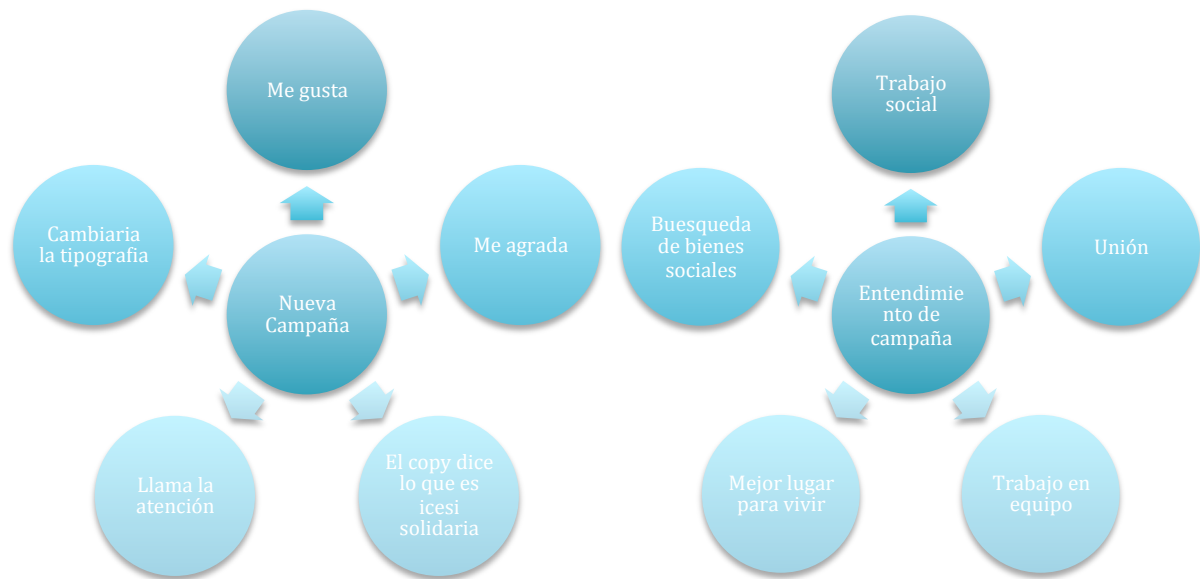 Me gusta
Me agrada
El copy dice
lo que es
icesi
solidaria
Llama la
atención
Cambiaria
la tipografia
Nueva
Campaña
Trabajo
social
Unión
Trabajo en
equipo
Mejor lugar
para vivir
Buesqueda
de bienes
sociales
Entendimie
nto de
campaña